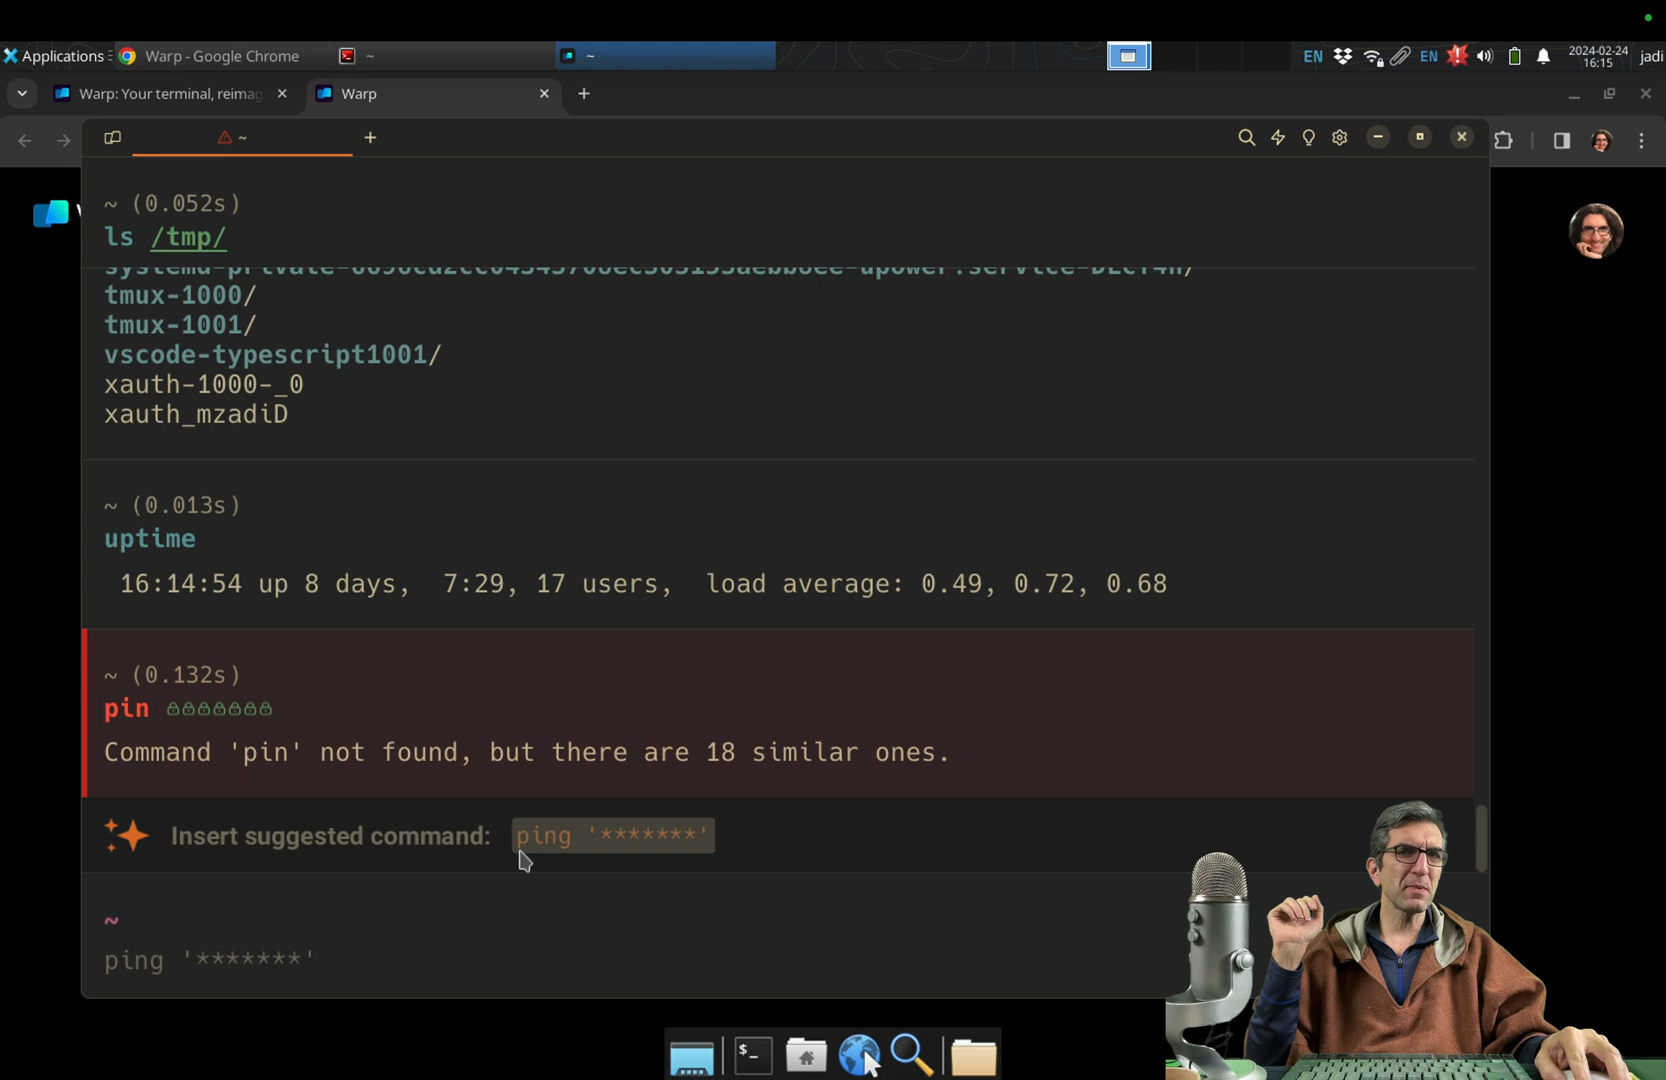 Applications
Warp - Google Chrome
~
~
EN
EN
2024-02-24
16:15
jadi
Warp: Your terminal, reimag
Warp
~
~ (0.052s)
ls /tmp/
tmux-1000/
tmux-1001/
vscode-typescript1001/
xauth-1000-_0
xauth_mzadiD
~ (0.013s)
uptime
16:14:54 up 8 days,  7:29, 17 users,  load average: 0.49, 0.72, 0.68
~ (0.132s)
pin
Command 'pin' not found, but there are 18 similar ones.
Insert suggested command: ping '*******'
~
ping '*******'
$_